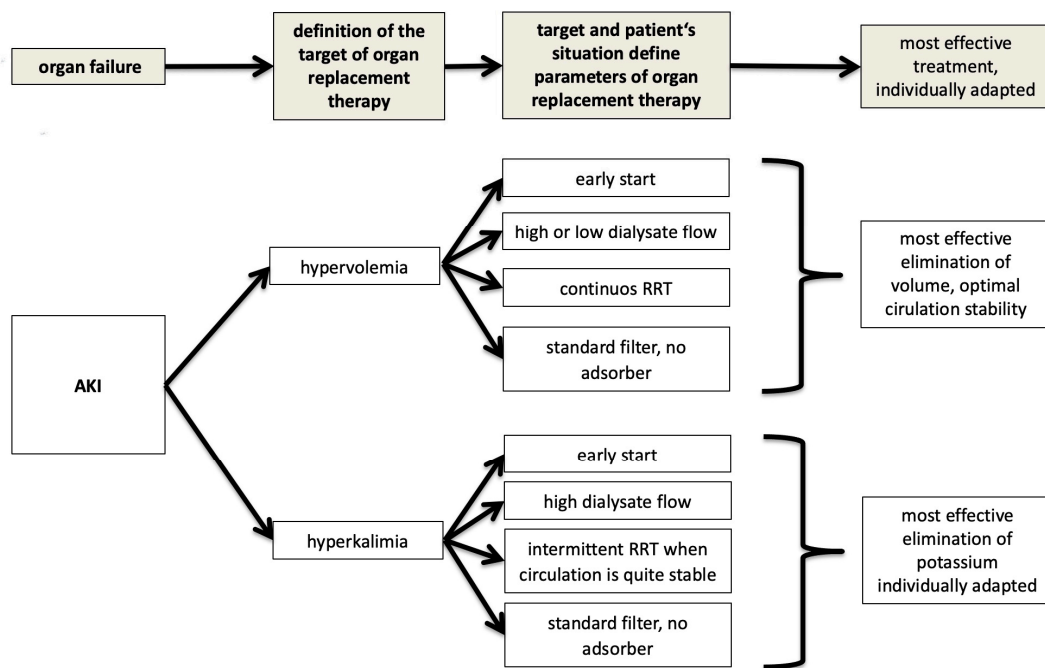 organ failure
definition of the
target of organ
replacement
therapy
target and patient‘s
situation define
parameters of organ
replacement therapy
most effective
treatment,
individually adapted
AKI
hypervolemia
early start
high or low dialysate flow
continuos RRT
standard filter, no
adsorber
most effective
elimination of
volume, optimal
cirulation stability
hyperkalimia
early start
high dialysate flow
intermittent RRT when
circulation is quite stable
standard filter, no
adsorber
most effective
elimination of
potassium
individually adapted